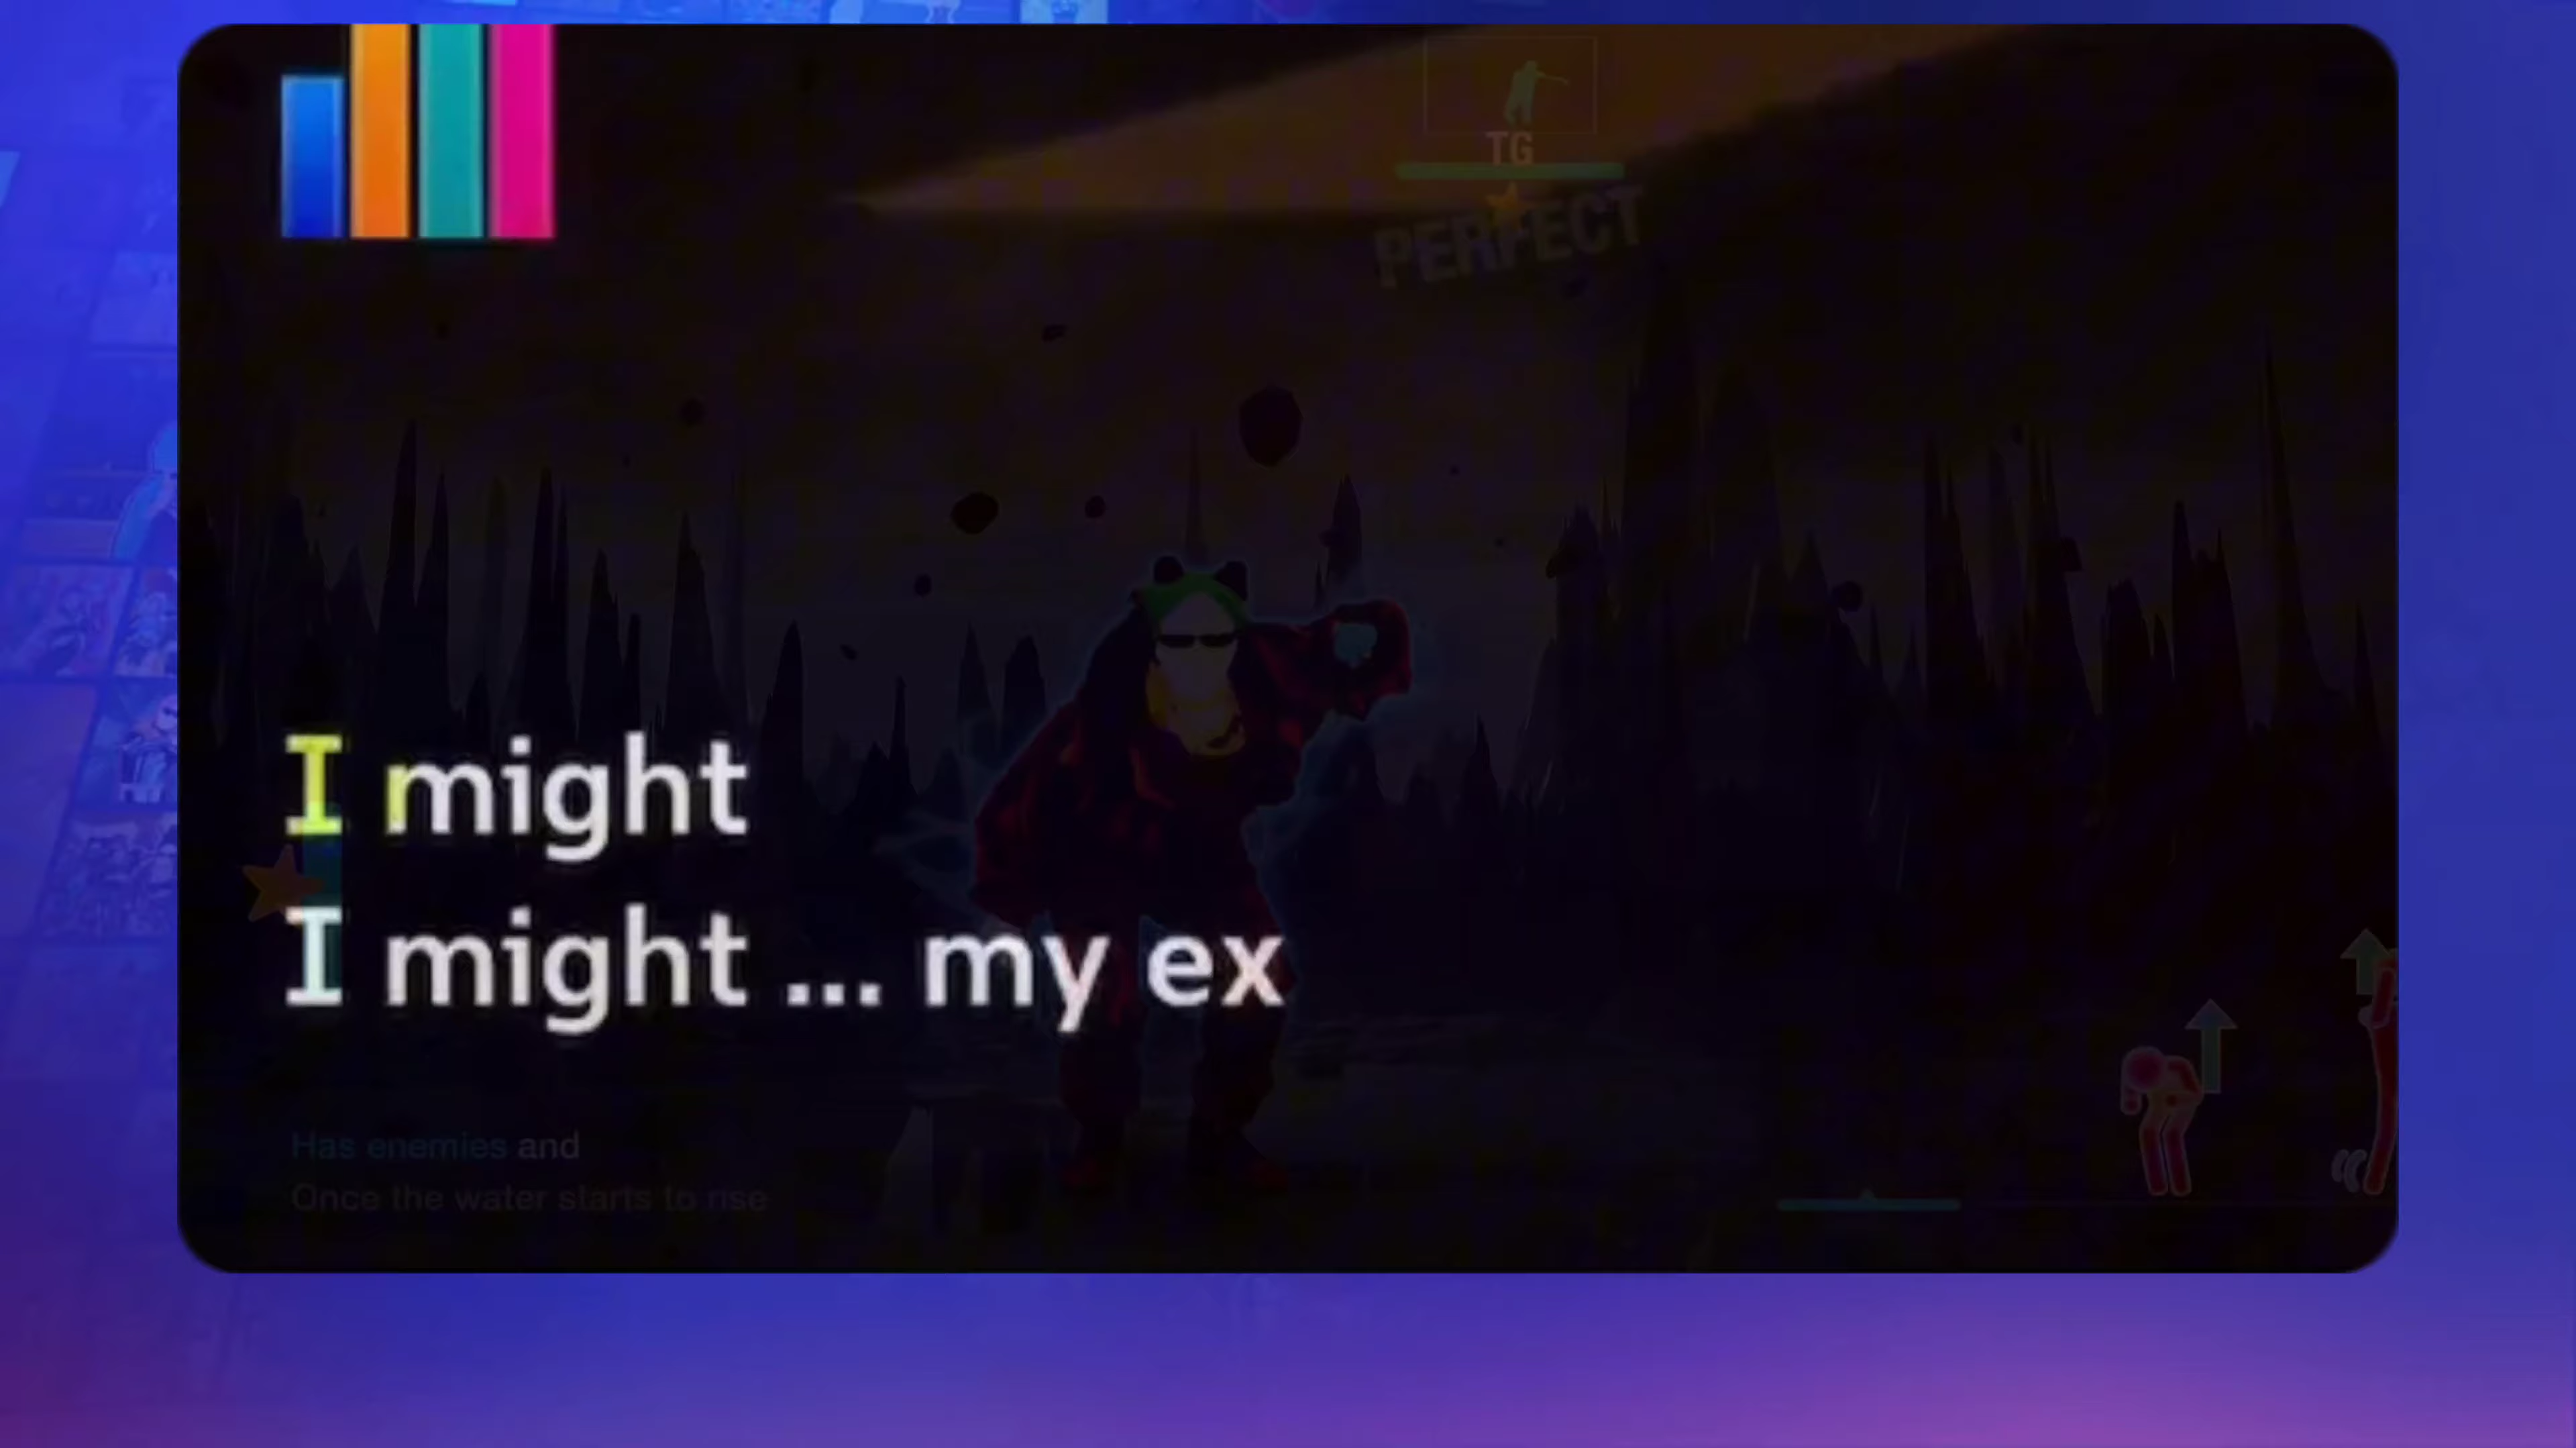 TG
PERFECT
I might
I might ... my ex
Has enemies and
Once the water starts to rise